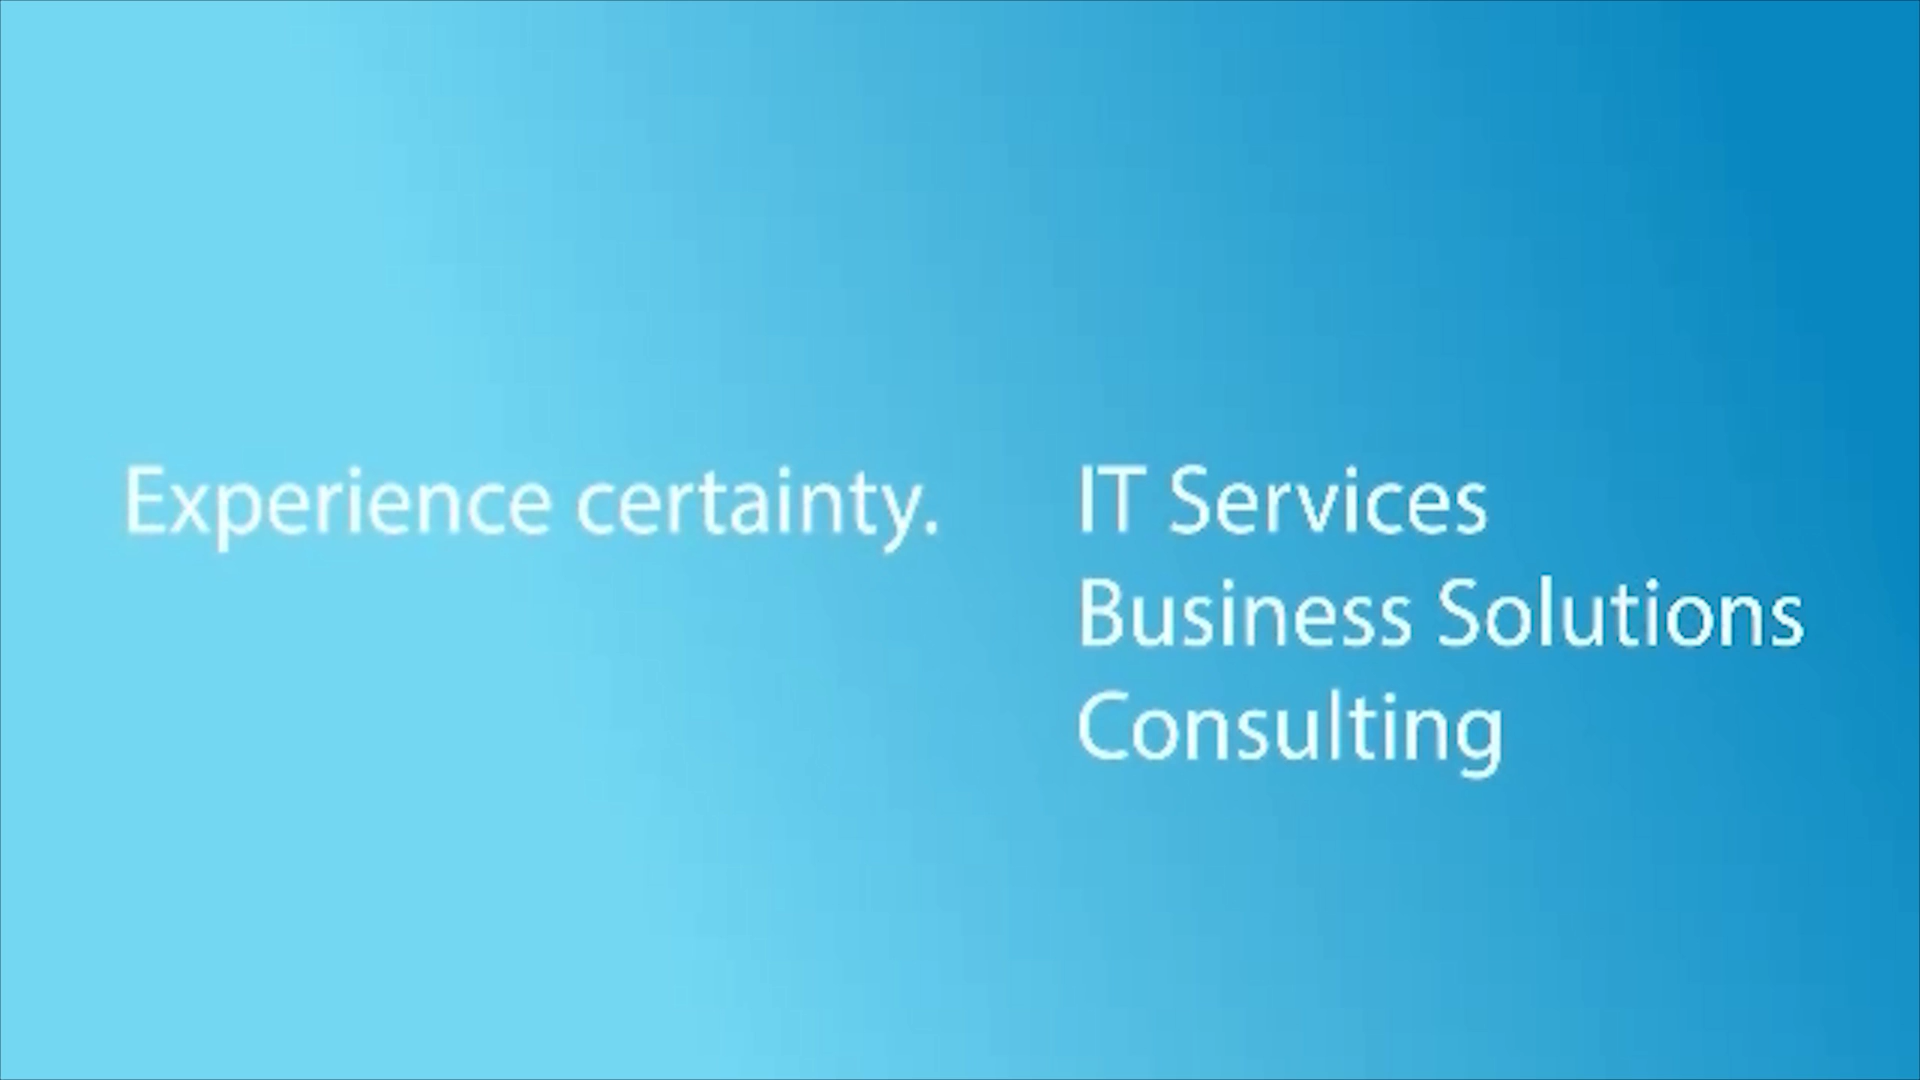 Experience certainty.
IT Services
Business Solutions
Consulting